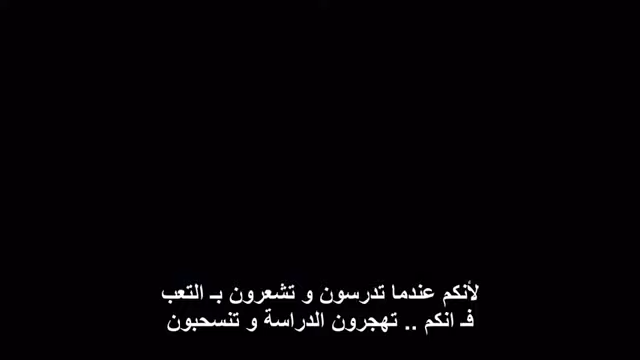 لأنكم عندما تدرسون و تشعرون بـ التعب
فـ انكم .. تهجرون الدراسة و تنسحبون